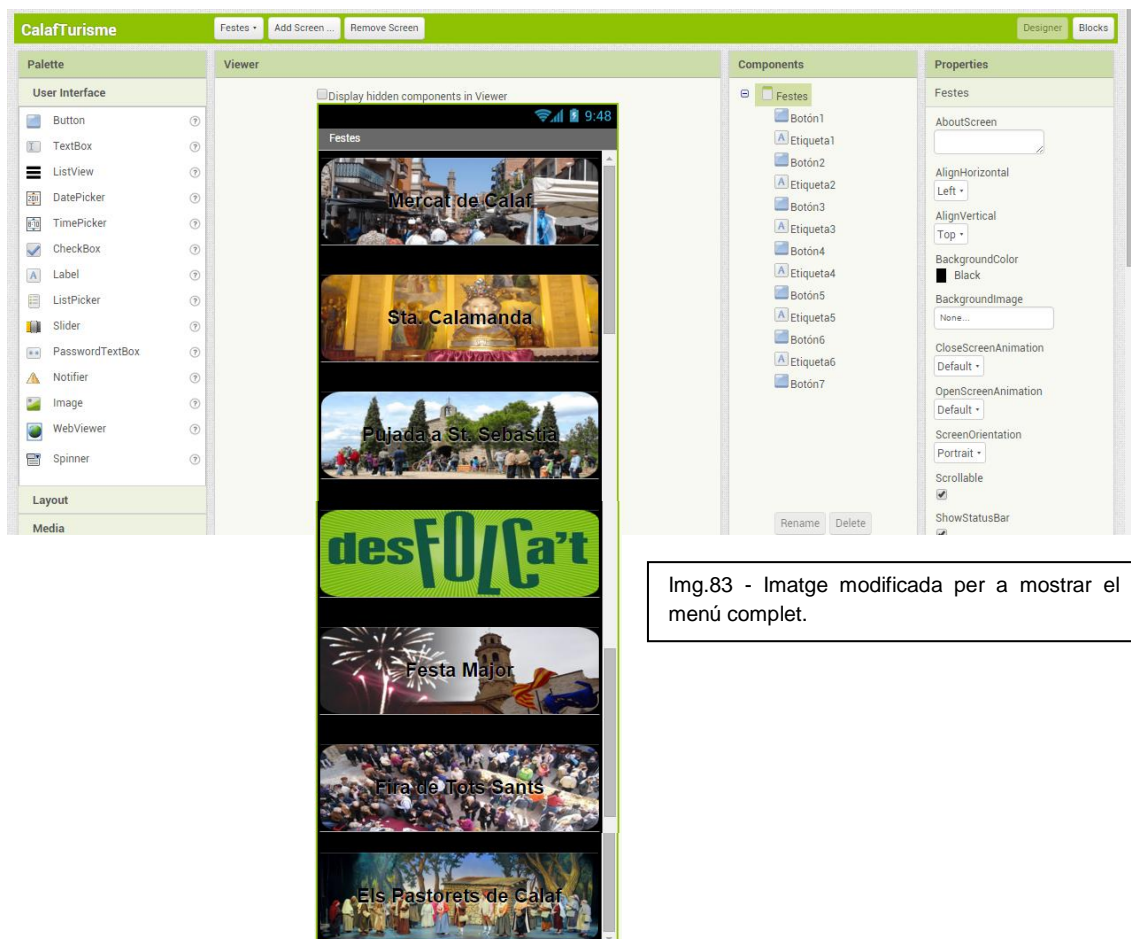 CalafTurisme
Festes
Add Screen ...
Remove Screen
Designer
Blocks
Palette
User Interface
Button
TextBox
ListView
DatePicker
TimePicker
CheckBox
Label
ListPicker
Slider
PasswordTextBox
Notifier
Image
WebViewer
Spinner
Layout
Media
Viewer
Display hidden components in Viewer
9:48
Festes
Mercat de Calaf
Sta. Calamanda
Pujada a St. Sebastià
desFOLCa't
Festa Major
Fira de Tots Sants
Els Pastorets de Calaf
Components
Festes
Botón1
Etiqueta1
Botón2
Etiqueta2
Botón3
Etiqueta3
Botón4
Etiqueta4
Botón5
Etiqueta5
Botón6
Etiqueta6
Botón7
Rename
Delete
Properties
Festes
AboutScreen
AlignHorizontal
Left
AlignVertical
Top
BackgroundColor
Black
BackgroundImage
None...
CloseScreenAnimation
Default
OpenScreenAnimation
Default
ScreenOrientation
Portrait
Scrollable
ShowStatusBar
Img.83 - Imatge modificada per a mostrar el
menú complet.